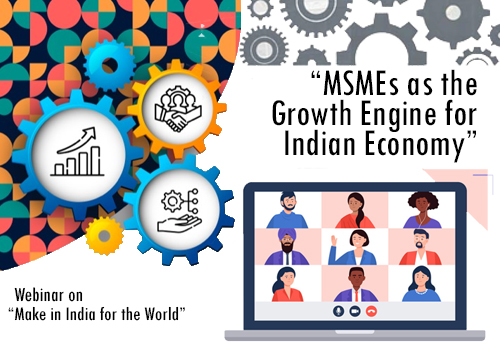 “MSMEs as the
Growth Engine for
Indian Economy”
Webinar on
“Make in India for the World”